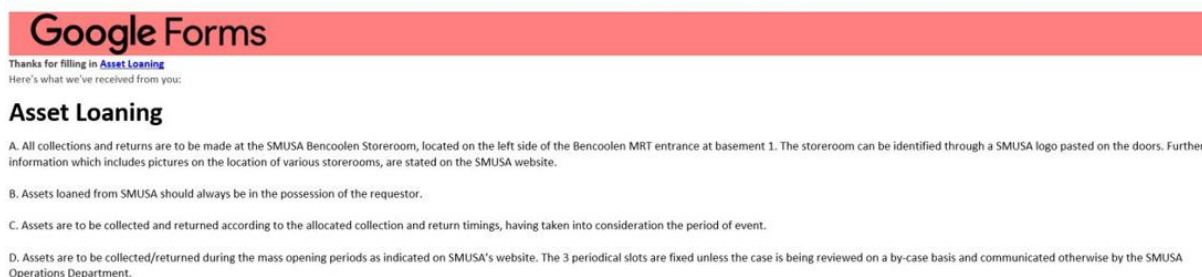 Google Forms
Thanks for filling in Asset Loaning
Here's what we've received from you:
Asset Loaning
A. All collections and returns are to be made at the SMUSA Bencoolen Storeroom, located on the left side of the Bencoolen MRT entrance at basement 1. The storeroom can be identified through a SMUSA logo pasted on the doors. Further
information which includes pictures on the location of various storerooms, are stated on the SMUSA website.
B. Assets loaned from SMUSA should always be in the possession of the requestor.
C. Assets are to be collected and returned according to the allocated collection and return timings, having taken into consideration the period of event.
D. Assets are to be collected/returned during the mass opening periods as indicated on SMUSA's website. The 3 periodical slots are fixed unless the case is being reviewed on a by-case basis and communicated otherwise by the SMUSA
Operations Department.